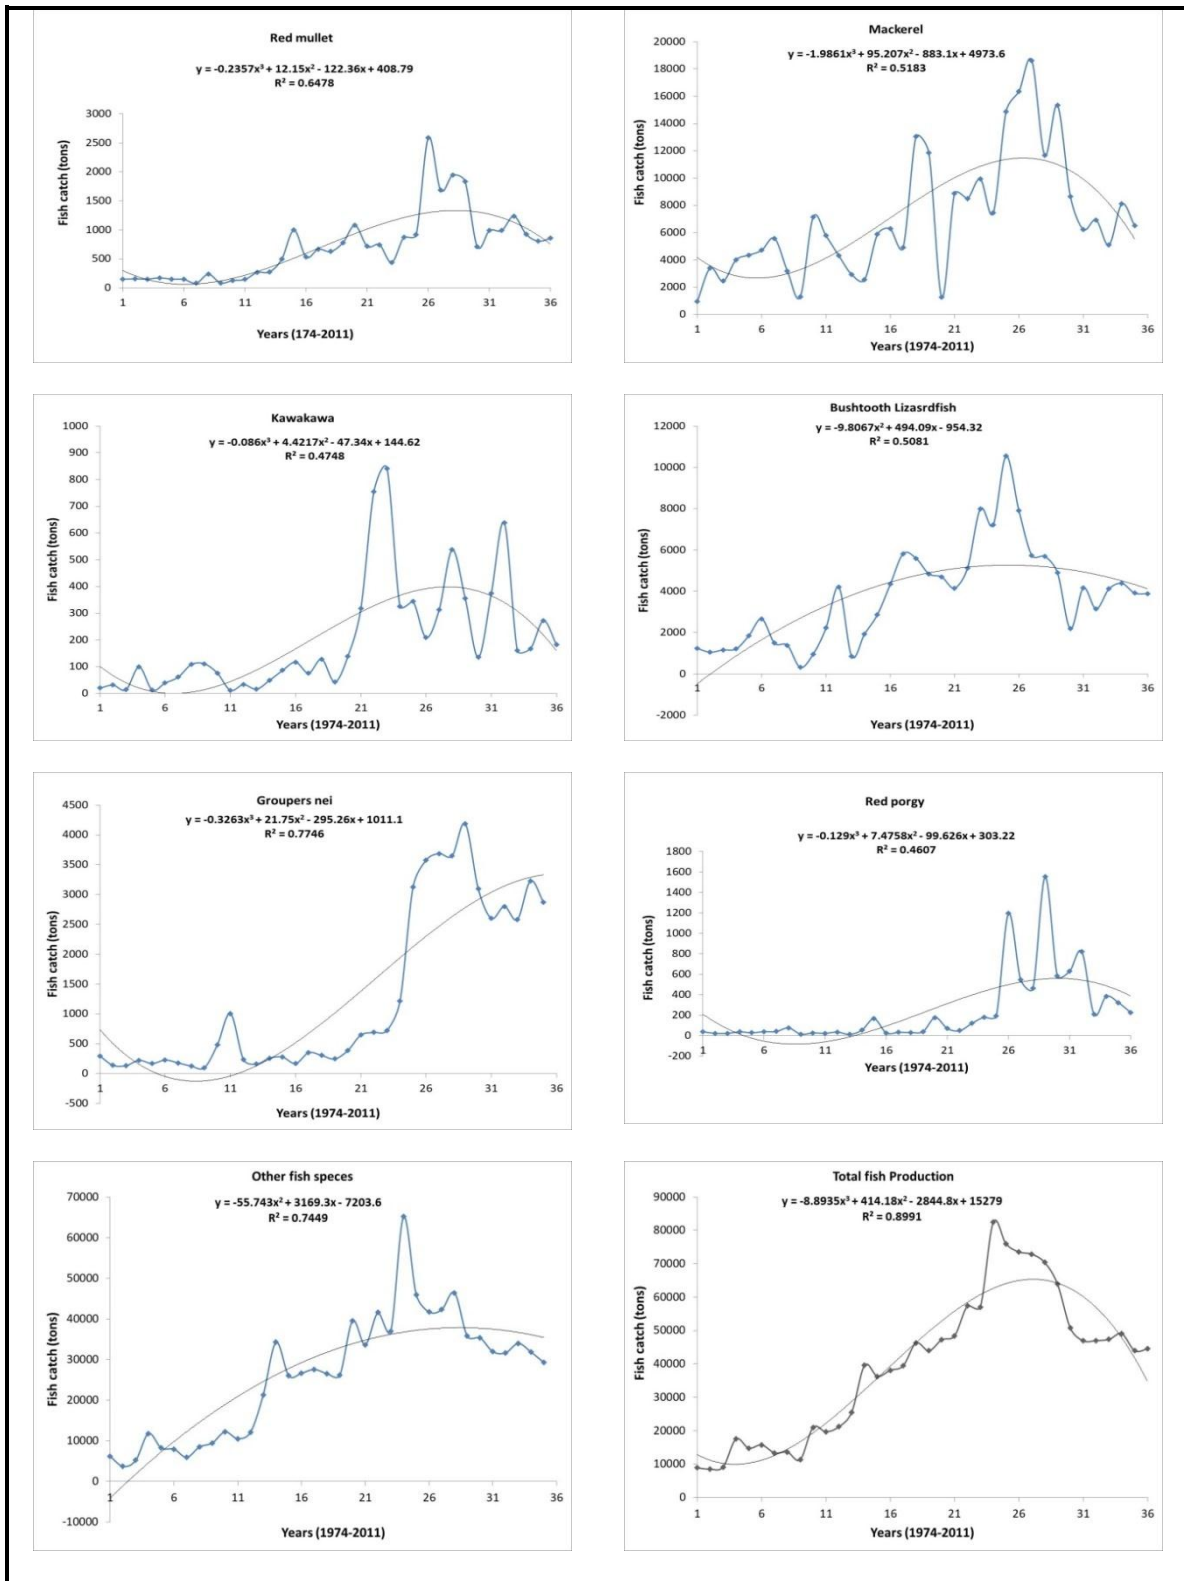 Red mullet
y = -0.2357x³ + 12.15x² - 122.36x + 408.79
R² = 0.6478
3000
2500
2000
1500
1000
500
0
Fish catch (tons)
1 6 11 16 21 26 31 36
Years (174-2011)
Mackerel
y = -1.9861x³ + 95.207x² - 883.1x + 4973.6
R² = 0.5183
20000
18000
16000
14000
12000
10000
8000
6000
4000
2000
0
Fish catch (tons)
1 6 11 16 21 26 31 36
Years (1974-2011)
Kawakawa
y = -0.086x³ + 4.4217x² - 47.34x + 144.62
R² = 0.4748
1000
900
800
700
600
500
400
300
200
100
0
Fish catch (tons)
1 6 11 16 21 26 31 36
Years (1974-2011)
Bushtooth Lizasrdfish
y = -9.8067x² + 494.09x - 954.32
R² = 0.5081
12000
10000
8000
6000
4000
2000
0
-2000
Fish catch (tons)
1 6 11 16 21 26 31 36
Years (1974-2011)
Groupers nei
y = -0.3263x³ + 21.75x² - 295.26x + 1011.1
R² = 0.7746
4500
4000
3500
3000
2500
2000
1500
1000
500
0
-500
Fish catch (tons)
1 6 11 16 21 26 31 36
Years (1974-2011)
Red porgy
y = -0.129x³ + 7.4758x² - 99.626x + 303.22
R² = 0.4607
1800
1600
1400
1200
1000
800
600
400
200
0
-200
Fish catch (tons)
1 6 11 16 21 26 31 36
Years (1974-2011)
Other fish speces
y = -55.743x² + 3169.3x - 7203.6
R² = 0.7449
70000
60000
50000
40000
30000
20000
10000
0
-10000
Fish catch (tons)
1 6 11 16 21 26 31 36
Years (1974-2011)
Total fish Production
y = -8.8935x³ + 414.18x² - 2844.8x + 15279
R² = 0.8991
90000
80000
70000
60000
50000
40000
30000
20000
10000
0
Fish catch (tons)
1 6 11 16 21 26 31 36
Years (1974-2011)